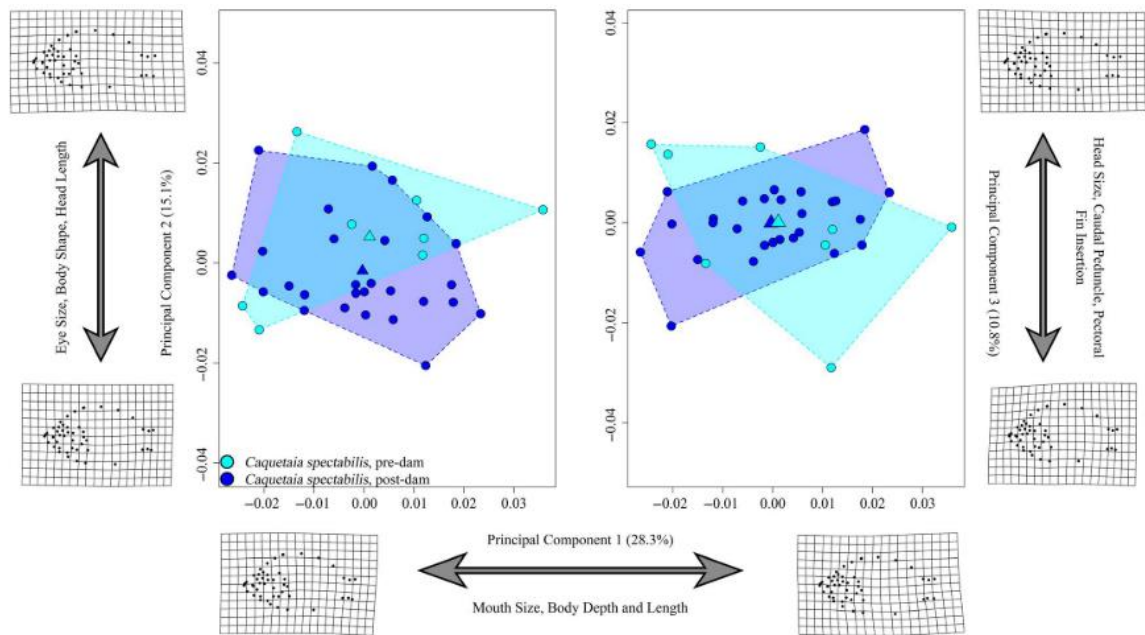 0.04
0.02
0.00
−0.02
−0.04
Principal Component 2 (15.1%)
Eye Size, Body Shape, Head Length
Caquetaia spectabilis, pre-dam
Caquetaia spectabilis, post-dam
−0.02
−0.01
0.00
0.01
0.02
0.03
0.04
0.02
0.00
−0.02
−0.04
Principal Component 3 (10.8%)
Head Size, Caudal Peduncle, Pectoral
Fin Insertion
−0.02
−0.01
0.00
0.01
0.02
0.03
Principal Component 1 (28.3%)
Mouth Size, Body Depth and Length